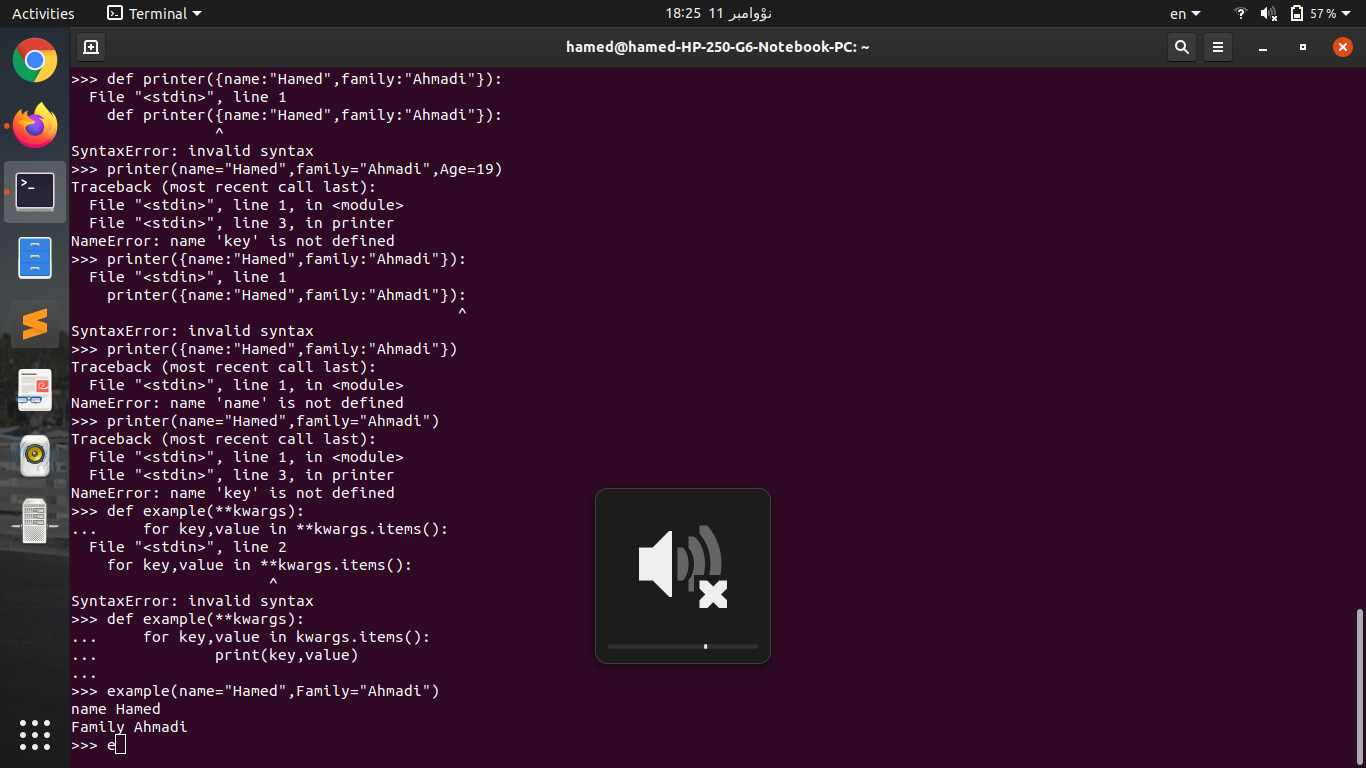 Activities
Terminal
18:25 11 نوْوامبر
en
57 %
hamed@hamed-HP-250-G6-Notebook-PC: ~
>>> def printer({name:"Hamed",family:"Ahmadi"}):
  File "<stdin>", line 1
    def printer({name:"Hamed",family:"Ahmadi"}):
                ^
SyntaxError: invalid syntax
>>> printer(name="Hamed",family="Ahmadi",Age=19)
Traceback (most recent call last):
  File "<stdin>", line 1, in <module>
  File "<stdin>", line 3, in printer
NameError: name 'key' is not defined
>>> printer({name:"Hamed",family:"Ahmadi"}):
  File "<stdin>", line 1
    printer({name:"Hamed",family:"Ahmadi"}):
                                           ^
SyntaxError: invalid syntax
>>> printer({name:"Hamed",family:"Ahmadi"})
Traceback (most recent call last):
  File "<stdin>", line 1, in <module>
NameError: name 'name' is not defined
>>> printer(name="Hamed",family="Ahmadi")
Traceback (most recent call last):
  File "<stdin>", line 1, in <module>
  File "<stdin>", line 3, in printer
NameError: name 'key' is not defined
>>> def example(**kwargs):
...     for key,value in **kwargs.items():
  File "<stdin>", line 2
    for key,value in **kwargs.items():
                      ^
SyntaxError: invalid syntax
>>> def example(**kwargs):
...     for key,value in kwargs.items():
...             print(key,value)
...
>>> example(name="Hamed",Family="Ahmadi")
name Hamed
Family Ahmadi
>>> e